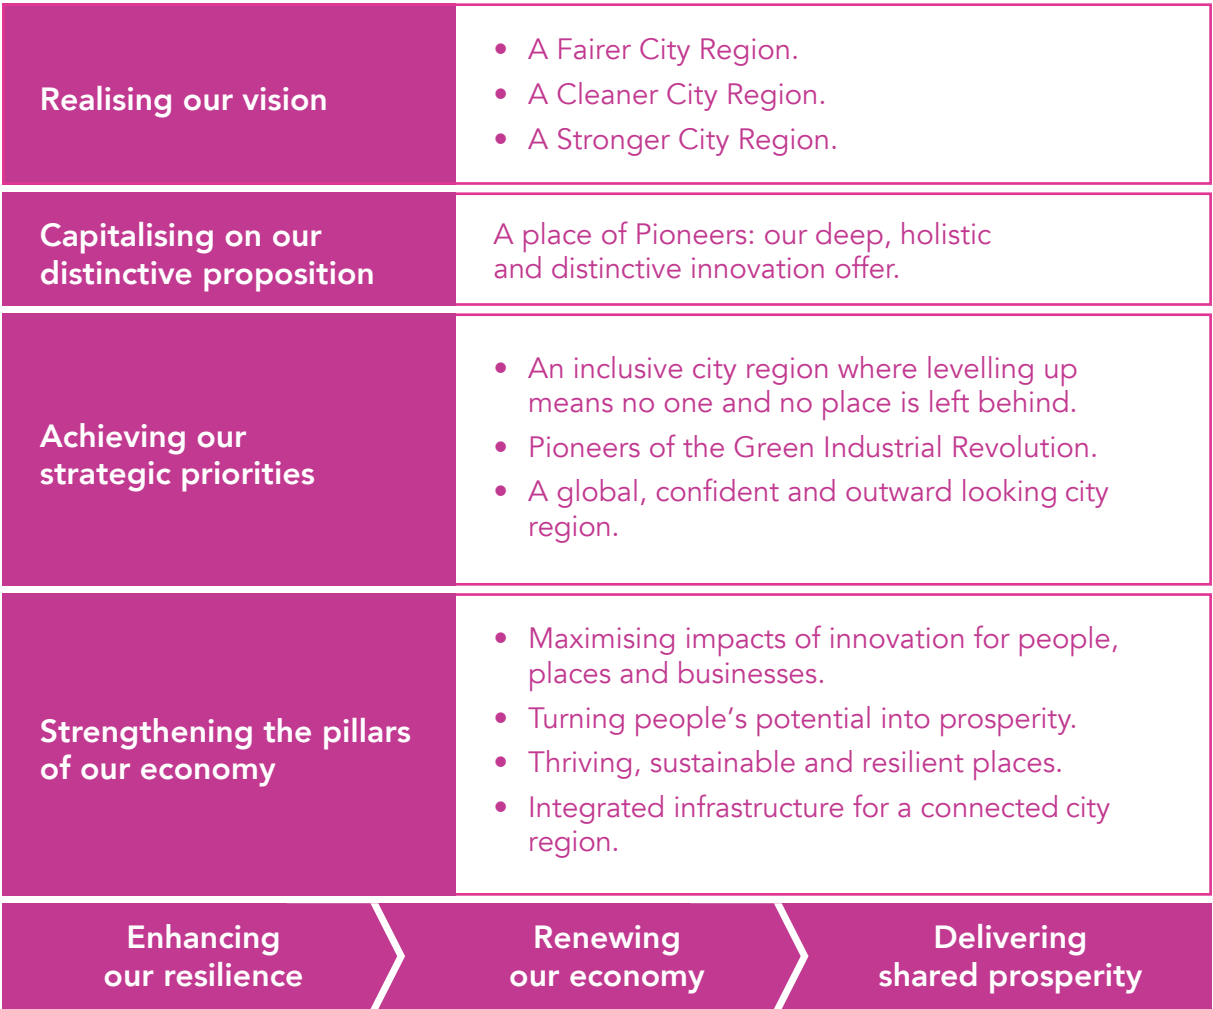 Realising our vision
• A Fairer City Region.
• A Cleaner City Region.
• A Stronger City Region.
Capitalising on our
distinctive proposition
A place of Pioneers: our deep, holistic
and distinctive innovation offer.
Achieving our
strategic priorities
• An inclusive city region where levelling up
means no one and no place is left behind.
• Pioneers of the Green Industrial Revolution.
• A global, confident and outward looking city
region.
Strengthening the pillars
of our economy
• Maximising impacts of innovation for people,
places and businesses.
• Turning people’s potential into prosperity.
• Thriving, sustainable and resilient places.
• Integrated infrastructure for a connected city
region.
Enhancing
our resilience
Renewing
our economy
Delivering
shared prosperity